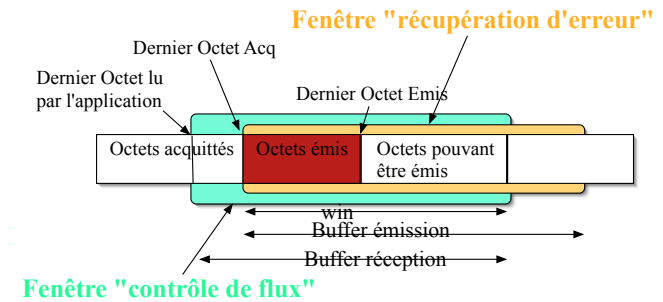 Fenêtre "récupération d'erreur"
Dernier Octet Acq
Dernier Octet lu
par l'application
Dernier Octet Emis
Octets acquittés
Octets émis
Octets pouvant
être émis
win
Buffer émission
Buffer réception
Fenêtre "contrôle de flux"